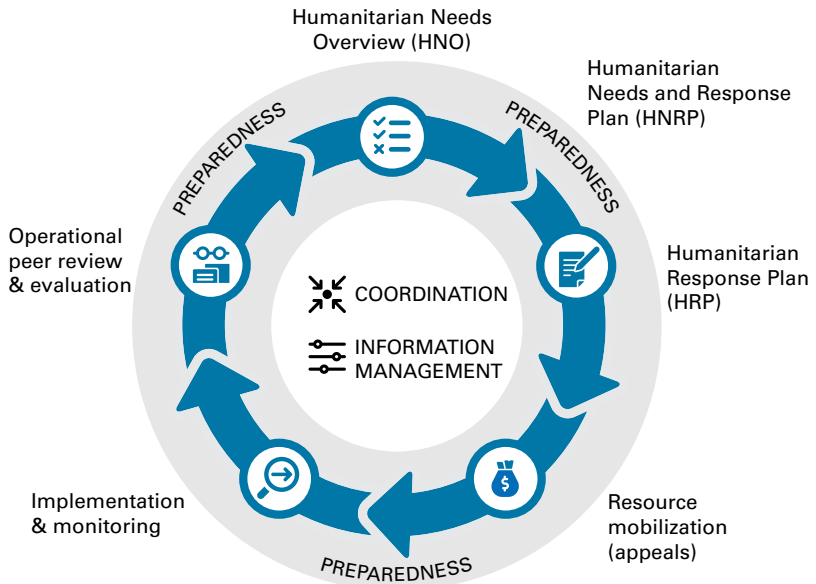 Humanitarian Needs
Overview (HNO)
Humanitarian
Needs and Response
Plan (HNRP)
PREPAREDNESS
PREPAREDNESS
Operational
peer review
& evaluation
Humanitarian
Response Plan
(HRP)
COORDINATION
INFORMATION
MANAGEMENT
$
Implementation
& monitoring
Resource
mobilization
(appeals)
PREPAREDNESS